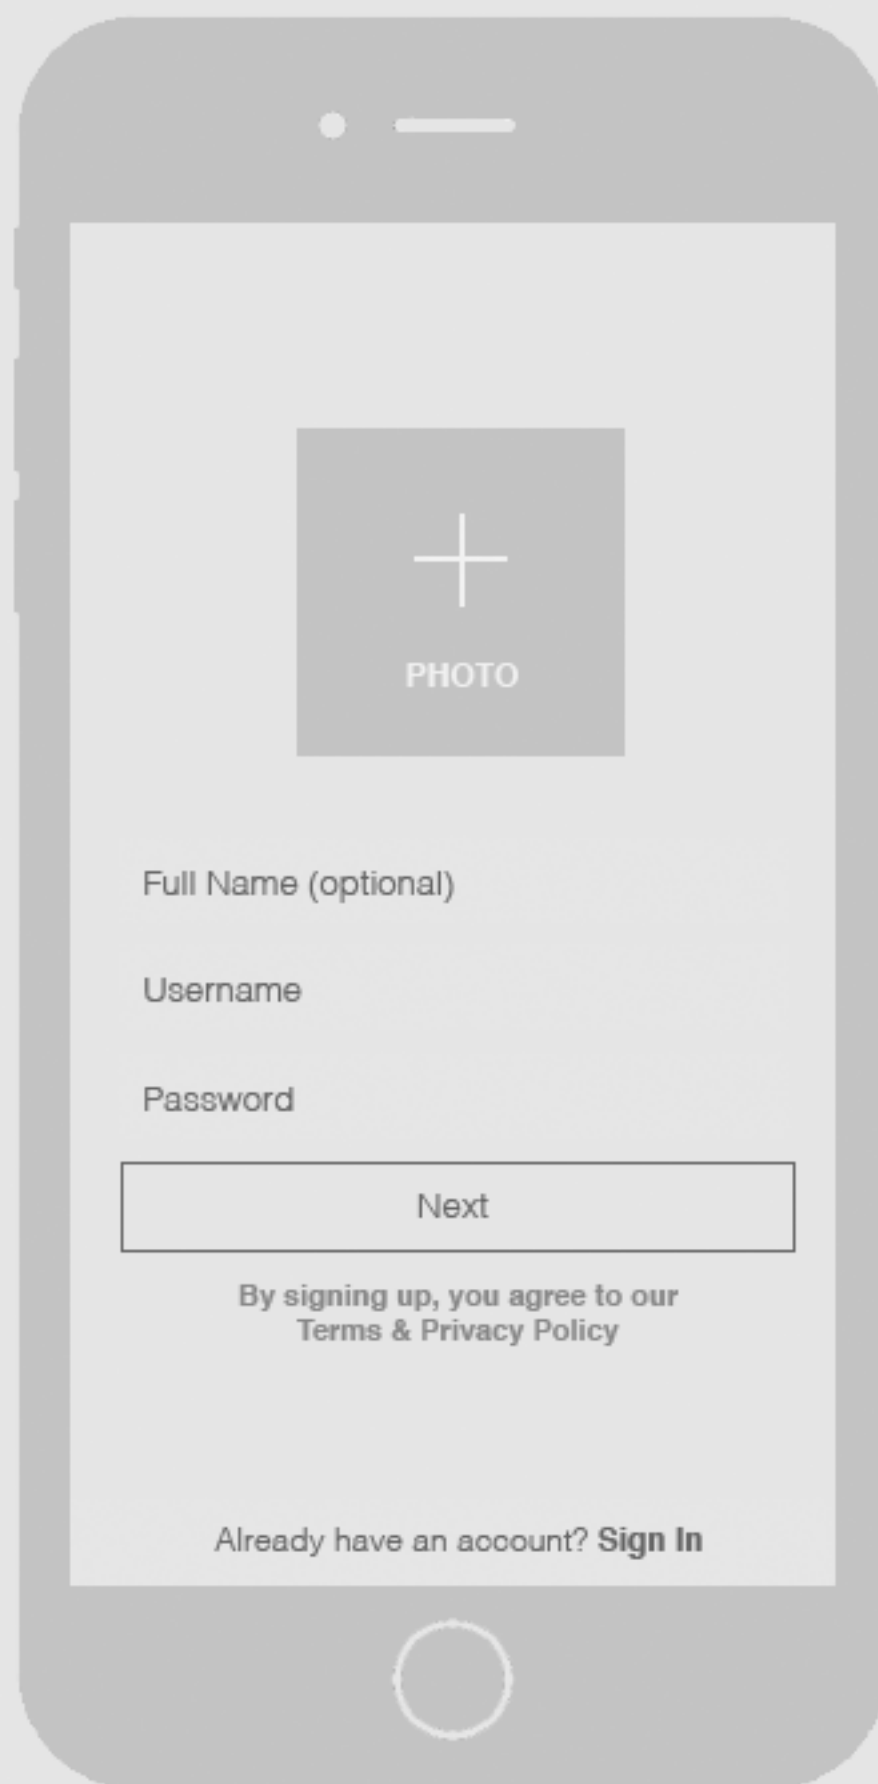 PHOTO
Full Name (optional)
Username
Password
Next
By signing up, you agree to our
Terms & Privacy Policy
Already have an account? Sign In